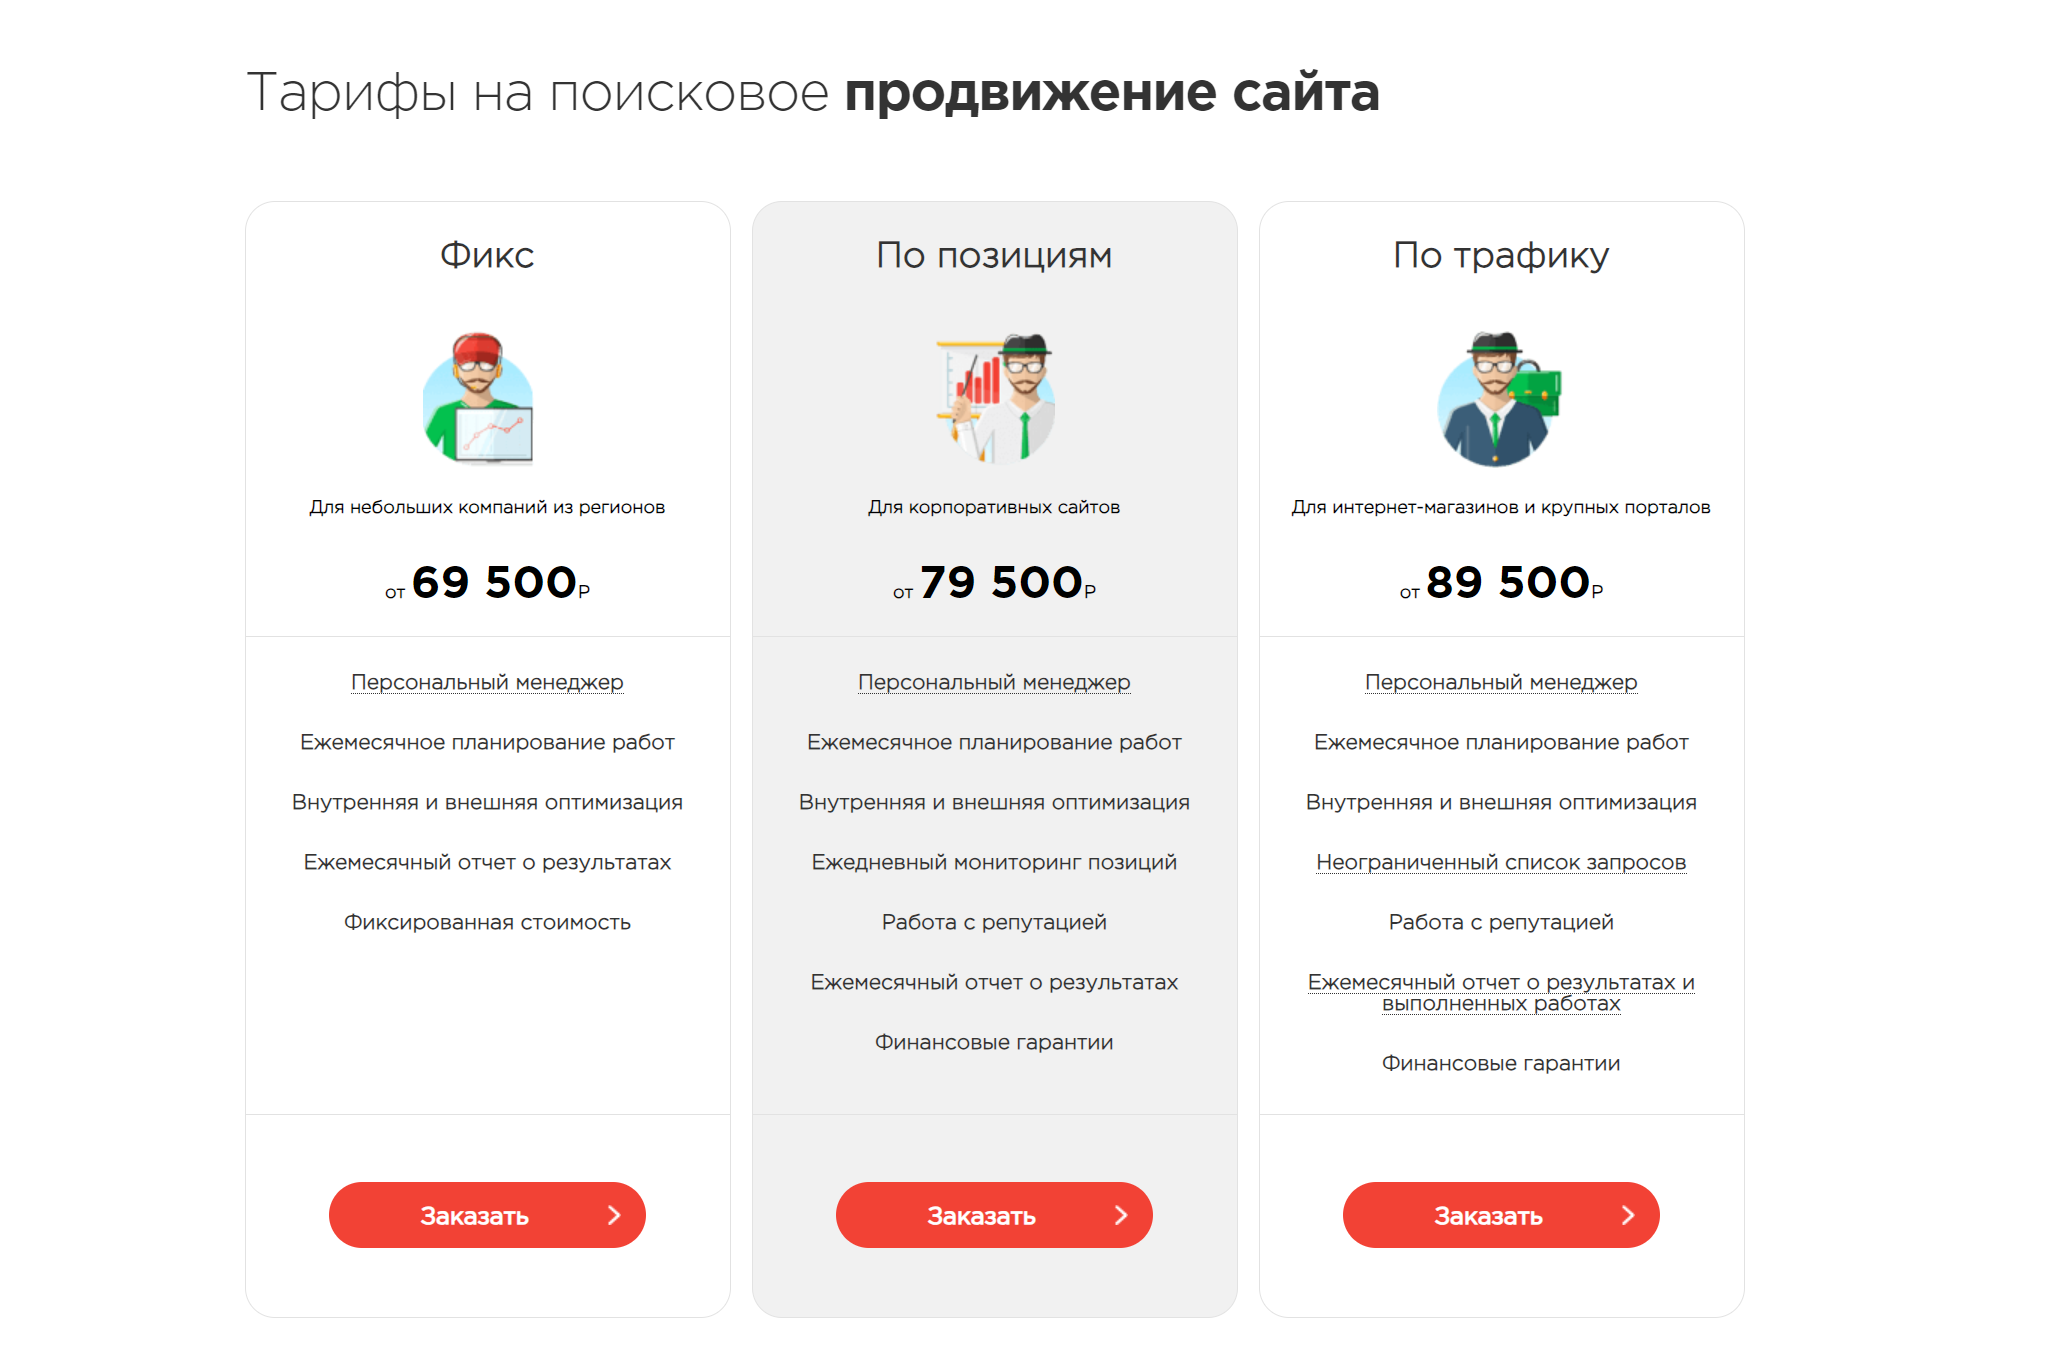 Тарифы на поисковое продвижение сайта
Фикс
Для небольших компаний из регионов
от 69 500Р
Персональный менеджер
Ежемесячное планирование работ
Внутренняя и внешняя оптимизация
Ежемесячный отчет о результатах
Фиксированная стоимость
Заказать
По позициям
Для корпоративных сайтов
от 79 500Р
Персональный менеджер
Ежемесячное планирование работ
Внутренняя и внешняя оптимизация
Ежедневный мониторинг позиций
Работа с репутацией
Ежемесячный отчет о результатах
Финансовые гарантии
Заказать
По трафику
Для интернет-магазинов и крупных порталов
от 89 500Р
Персональный менеджер
Ежемесячное планирование работ
Внутренняя и внешняя оптимизация
Неограниченный список запросов
Работа с репутацией
Ежемесячный отчет о результатах и
выполненных работах
Финансовые гарантии
Заказать